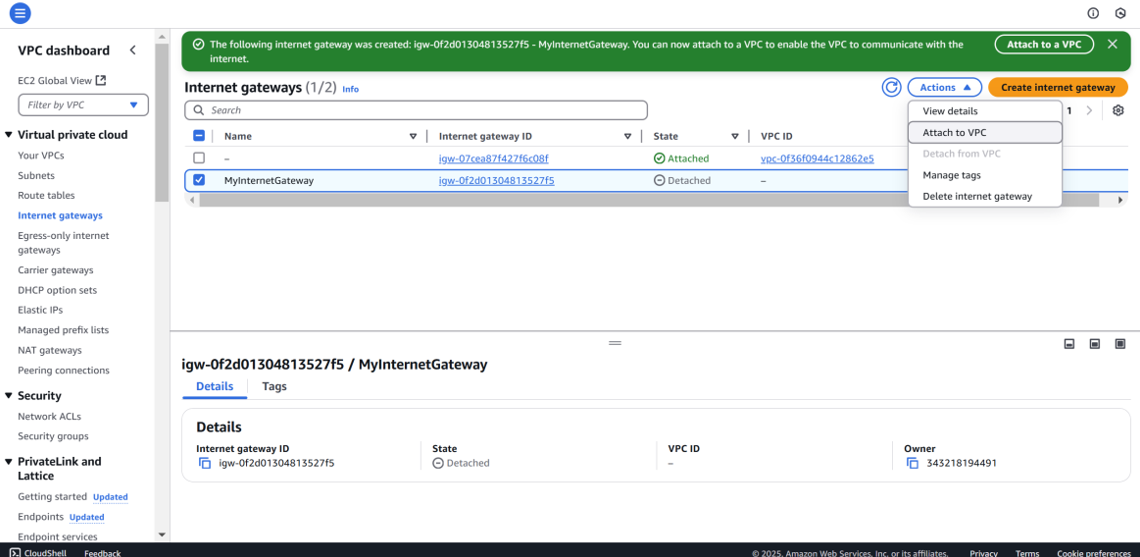 VPC dashboard
EC2 Global View
Filter by VPC
Virtual private cloud
Your VPCs
Subnets
Route tables
Internet gateways
Egress-only internet
gateways
Carrier gateways
DHCP option sets
Elastic IPs
Managed prefix lists
NAT gateways
Peering connections
Security
Network ACLs
Security groups
PrivateLink and
Lattice
Getting started Updated
Endpoints Updated
Endpoint services
The following internet gateway was created: igw-0f2d01304813527f5 - MyInternetGateway. You can now attach to a VPC to enable the VPC to communicate with the
internet.
Attach to a VPC
Internet gateways (1/2) Info
Actions
Create internet gateway
Search
1
View details
Attach to VPC
Detach from VPC
Manage tags
Delete internet gateway
Name Internet gateway ID State VPC ID
– igw-07cea87f427f6c08f Attached vpc-0f36f0944c12862e5
MyInternetGateway igw-0f2d01304813527f5 Detached –
igw-0f2d01304813527f5 / MyInternetGateway
Details Tags
Details
Internet gateway ID State VPC ID Owner
igw-0f2d01304813527f5 Detached – 343218194491
CloudShell Feedback © 2025, Amazon Web Services, Inc. or its affiliates. Privacy Terms Cookie preferences